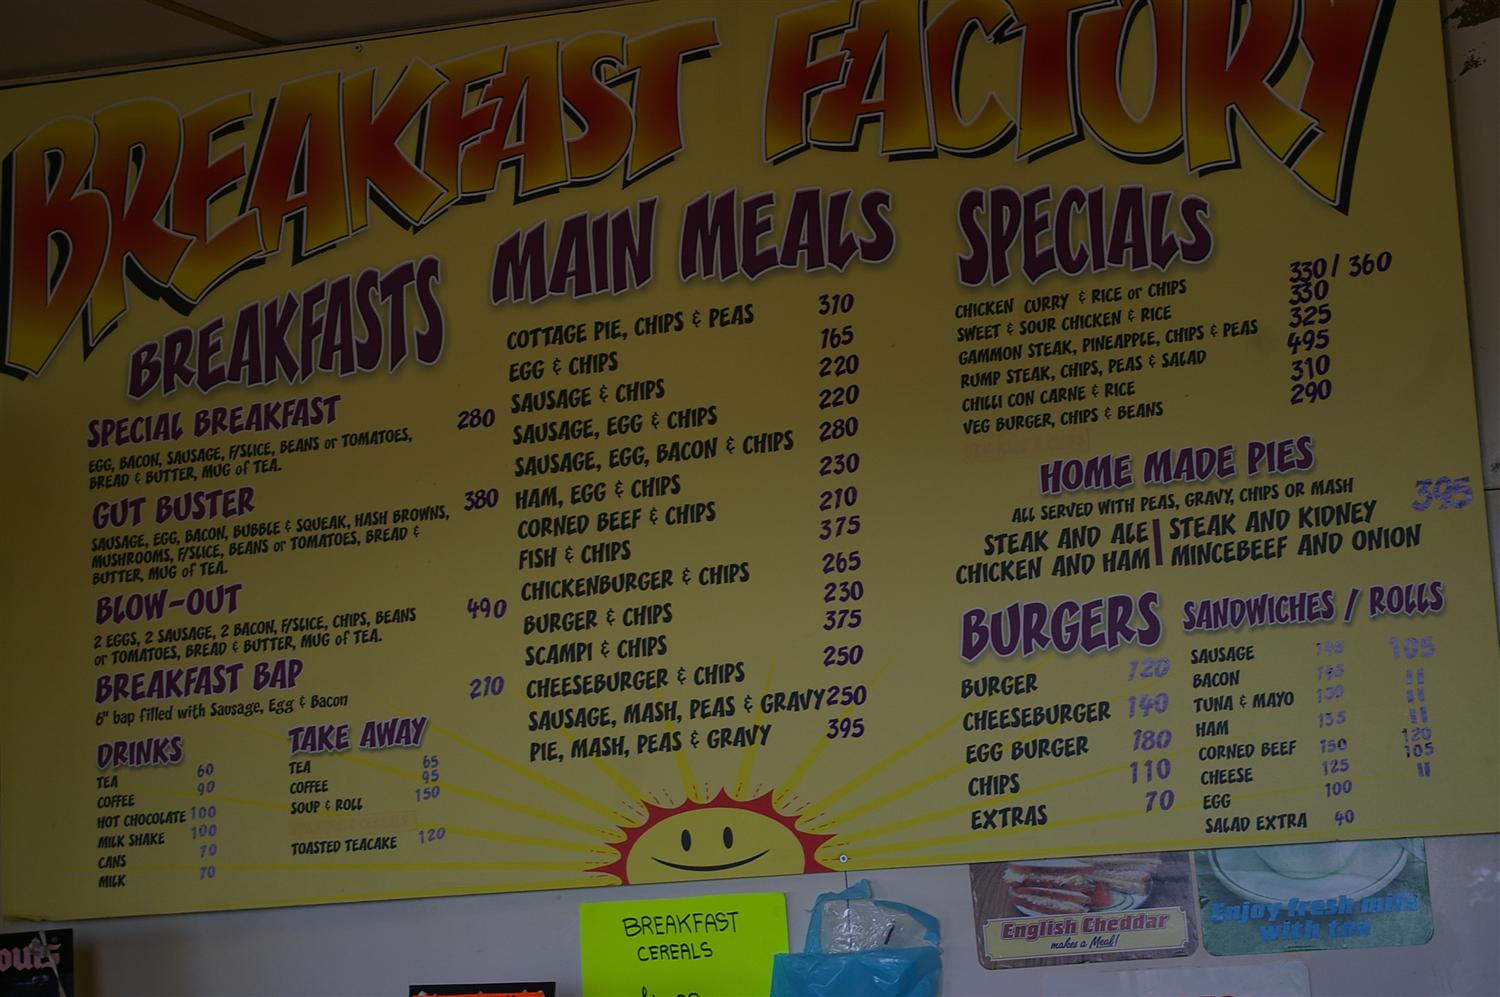 BREAKFAST FACTORY
BREAKFASTS
SPECIAL BREAKFAST 280
EGG, BACON, SAUSAGE, F/SLICE, BEANS or TOMATOES,
BREAD & BUTTER, MUG of TEA.
GUT BUSTER 380
SAUSAGE, EGG, BACON, BUBBLE & SQUEAK, HASH BROWNS,
MUSHROOMS, F/SLICE, BEANS or TOMATOES, BREAD &
BUTTER, MUG of TEA.
BLOW-OUT 490
2 EGGS, 2 SAUSAGE, 2 BACON, F/SLICE, CHIPS, BEANS
or TOMATOES, BREAD & BUTTER, MUG of TEA.
BREAKFAST BAP 210
6" bap filled with Sausage, Egg & Bacon
DRINKS
TEA 60
COFFEE 90
HOT CHOCOLATE 100
MILK SHAKE 100
CANS 70
MILK 70
TAKE AWAY
TEA 65
COFFEE 95
SOUP & ROLL 150
TOASTED TEACAKE 120
MAIN MEALS
COTTAGE PIE, CHIPS & PEAS 310
EGG & CHIPS 165
SAUSAGE & CHIPS 220
SAUSAGE, EGG & CHIPS 220
SAUSAGE, EGG, BACON & CHIPS 280
HAM, EGG & CHIPS 230
CORNED BEEF & CHIPS 210
FISH & CHIPS 375
CHICKENBURGER & CHIPS 265
BURGER & CHIPS 230
SCAMPI & CHIPS 375
CHEESEBURGER & CHIPS 250
SAUSAGE, MASH, PEAS & GRAVY 250
PIE, MASH, PEAS & GRAVY 395
SPECIALS
CHICKEN CURRY & RICE or CHIPS 330 / 360
SWEET & SOUR CHICKEN & RICE 330
GAMMON STEAK, PINEAPPLE, CHIPS & PEAS 325
RUMP STEAK, CHIPS, PEAS & SALAD 495
CHILLI CON CARNE & RICE 310
VEG BURGER, CHIPS & BEANS 290
HOME MADE PIES
ALL SERVED WITH PEAS, GRAVY, CHIPS OR MASH 395
STEAK AND ALE | STEAK AND KIDNEY
CHICKEN AND HAM | MINCEBEEF AND ONION
BURGERS
BURGER 120
CHEESEBURGER 140
EGG BURGER 180
CHIPS 110
EXTRAS 70
SANDWICHES / ROLLS
SAUSAGE 105
BACON 11
TUNA & MAYO 11
HAM 11
CORNED BEEF 150 120
CHEESE 125 105
EGG 100 11
SALAD EXTRA 40
BREAKFAST
CEREALS
English Cheddar
makes a Meal!
Enjoy fresh milk
with tea